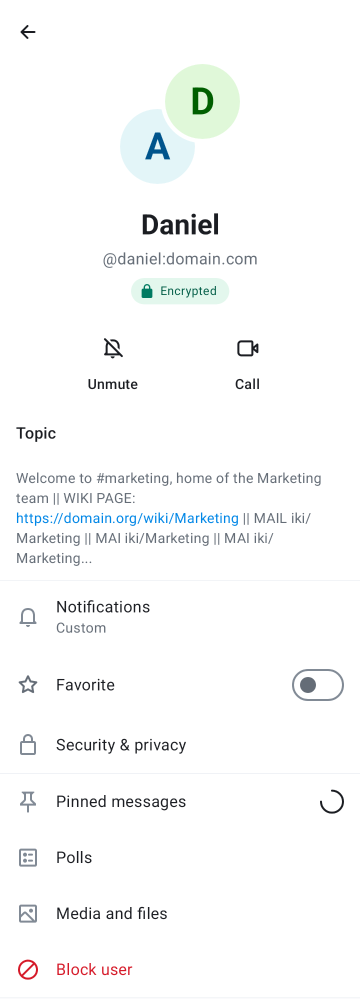 D
A
Daniel
@daniel:domain.com
Encrypted
Unmute
Call
Topic
Welcome to #marketing, home of the Marketing
team || WIKI PAGE:
https://domain.org/wiki/Marketing || MAIL iki/
Marketing || MAI iki/Marketing || MAI iki/
Marketing...
Notifications
Custom
Favorite
Security & privacy
Pinned messages
Polls
Media and files
Block user